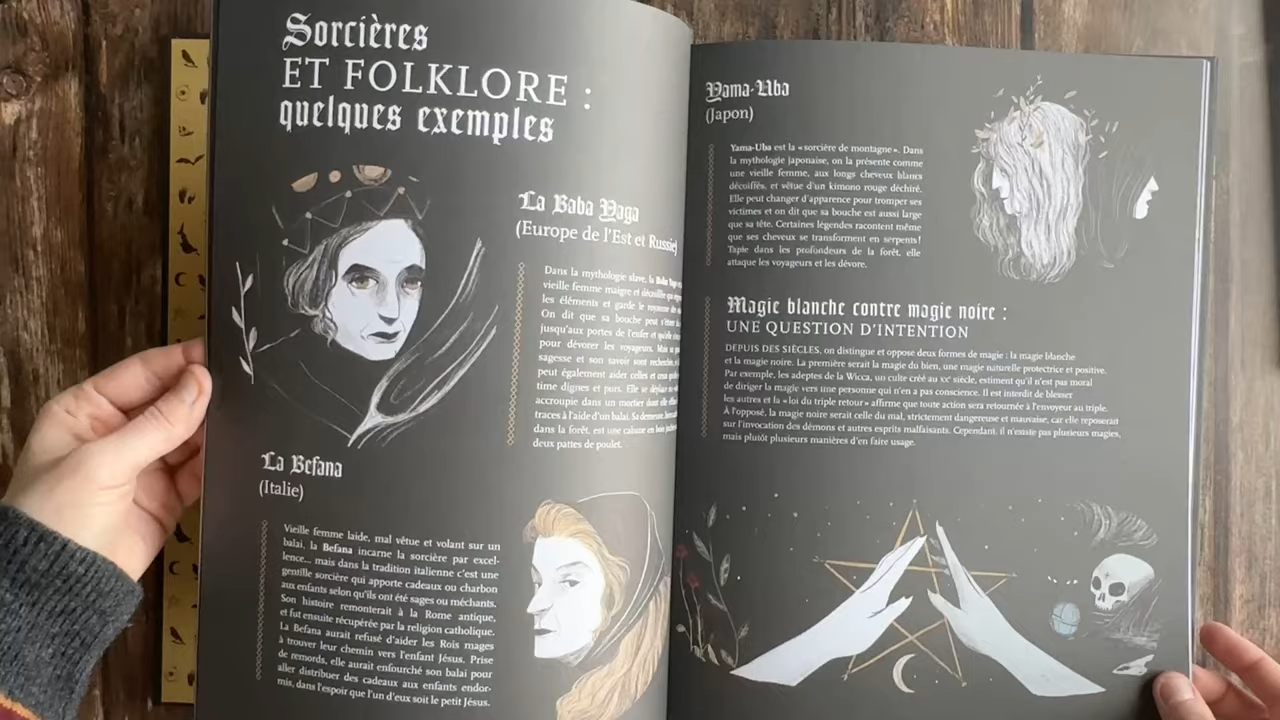 Sorcières
ET FOLKLORE :
quelques exemples
La Baba Yaga
(Europe de l'Est et Russie)
Dans la mythologie slave, la Baba Yaga
vieille femme maigre et décoiffée qui
les éléments et garde le royaume des
On dit que sa bouche peut s'étirer
jusqu'aux portes de l'enfer et qu'elle
pour dévorer les voyageurs. Mais sa
sagesse et son savoir sont recherchés,
peut également aider celles et ceux qu'elle
time dignes et purs. Elle se déplace
accroupie dans un mortier dont elle efface
traces à l'aide d'un balai. Sa demeure,
dans la forêt, est une cabane en bois
deux pattes de poulet.
La Befana
(Italie)
Vieille femme laide, mal vêtue et volant sur un
balai, la Befana incarne la sorcière par excel-
lence... mais dans la tradition italienne c'est une
gentille sorcière qui apporte cadeaux ou charbon
aux enfants selon qu'ils ont été sages ou méchants.
Son histoire remonterait à la Rome antique,
et fut ensuite récupérée par la religion catholique.
La Befana aurait refusé d'aider les Rois mages
à trouver leur chemin vers l'enfant Jésus. Prise
de remords, elle aurait enfourché son balai pour
aller distribuer des cadeaux aux enfants endor-
mis, dans l'espoir que l'un d'eux soit le petit Jésus.
Yama-Uba
(Japon)
Yama-Uba est la « sorcière de montagne ». Dans
la mythologie japonaise, on la présente comme
une vieille femme, aux longs cheveux blancs
décoiffés, et vêtue d'un kimono rouge déchiré.
Elle peut changer d'apparence pour tromper ses
victimes et on dit que sa bouche est aussi large
que sa tête. Certaines légendes racontent même
que ses cheveux se transforment en serpents !
Tapie dans les profondeurs de la forêt, elle
attaque les voyageurs et les dévore.
Magie blanche contre magie noire :
UNE QUESTION D'INTENTION
DEPUIS DES SIÈCLES, on distingue et oppose deux formes de magie : la magie blanche
et la magie noire. La première serait la magie du bien, une magie naturelle protectrice et positive.
Par exemple, les adeptes de la Wicca, un culte créé au XXe siècle, estiment qu'il n'est pas moral
de diriger la magie vers une personne qui n'en a pas conscience. Il est interdit de blesser
les autres et la « loi du triple retour » affirme que toute action sera retournée à l'envoyeur au triple.
À l'opposé, la magie noire serait celle du mal, strictement dangereuse et mauvaise, car elle reposerait
sur l'invocation des démons et autres esprits malfaisants. Cependant, il n'existe pas plusieurs magies,
mais plutôt plusieurs manières d'en faire usage.